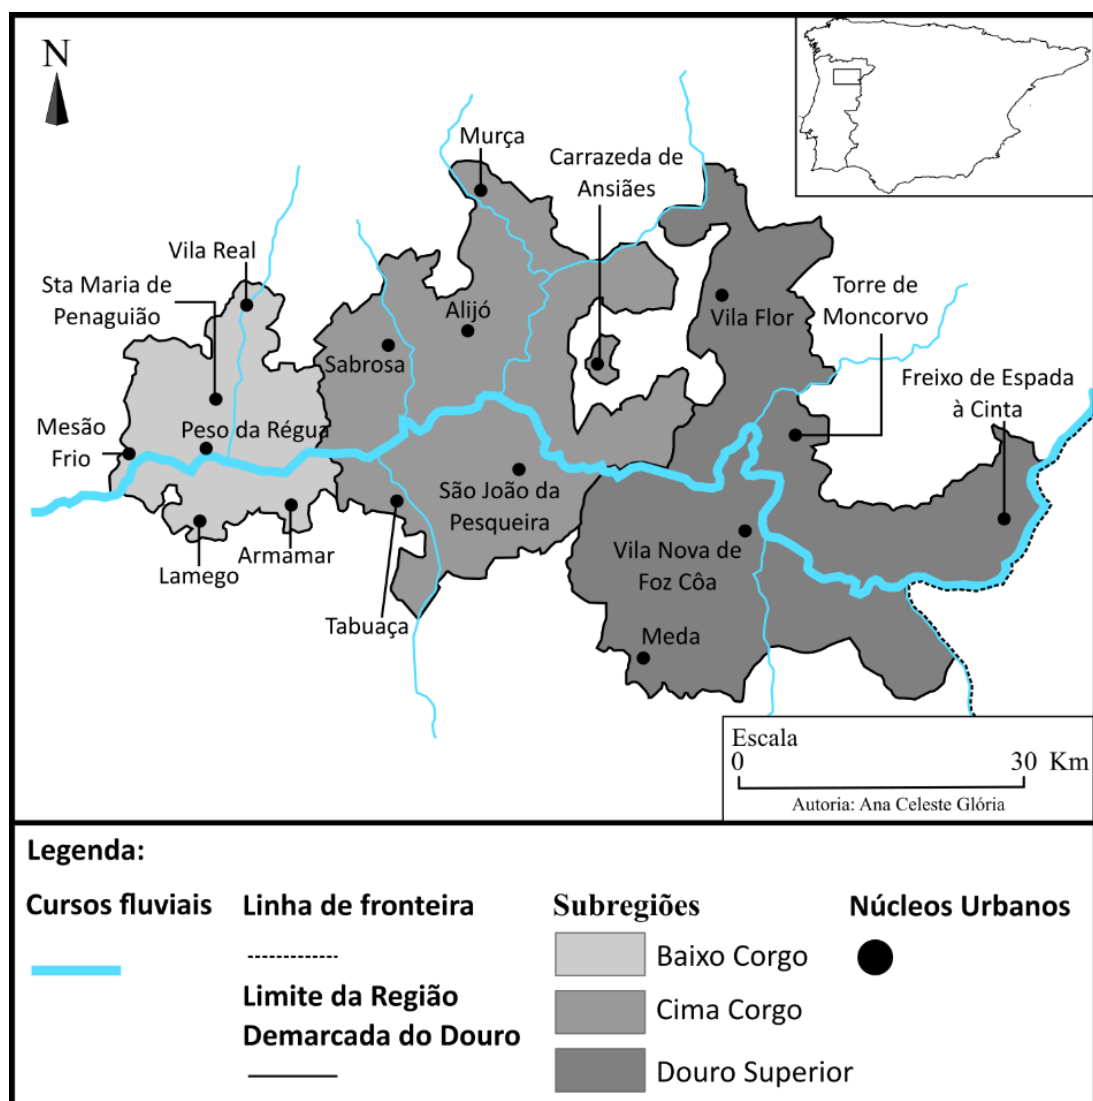 N
Murça
Carrazeda de
Ansiães
Vila Real
Sta Maria de
Penaguião
Alijó
Vila Flor
Torre de
Moncorvo
Sabrosa
Freixo de Espada
à Cinta
Mesão
Frio
Peso da Régua
São João da
Pesqueira
Vila Nova de
Foz Côa
Armamar
Lamego
Tabuaça
Meda
Escala
0 30 Km
Autoria: Ana Celeste Glória
Legenda:
Cursos fluviais
Linha de fronteira
Limite da Região
Demarcada do Douro
Subregiões
Baixo Corgo
Cima Corgo
Douro Superior
Núcleos Urbanos